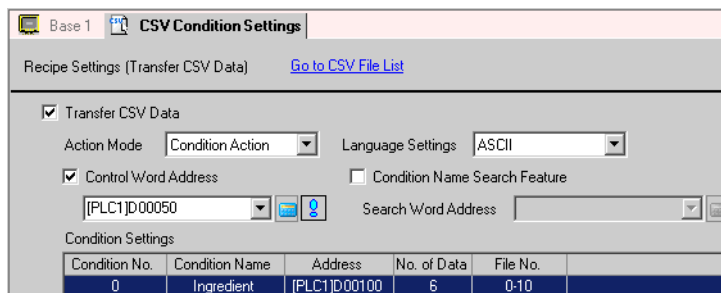 Base 1 CSV Condition Settings
Recipe Settings (Transfer CSV Data) Go to CSV File List
Transfer CSV Data
Action Mode Condition Action Language Settings ASCII
Control Word Address Condition Name Search Feature
[PLC1]D00050 Search Word Address
Condition Settings
Condition No. Condition Name Address No. of Data File No.
0 Ingredient [PLC1]D00100 6 0-10